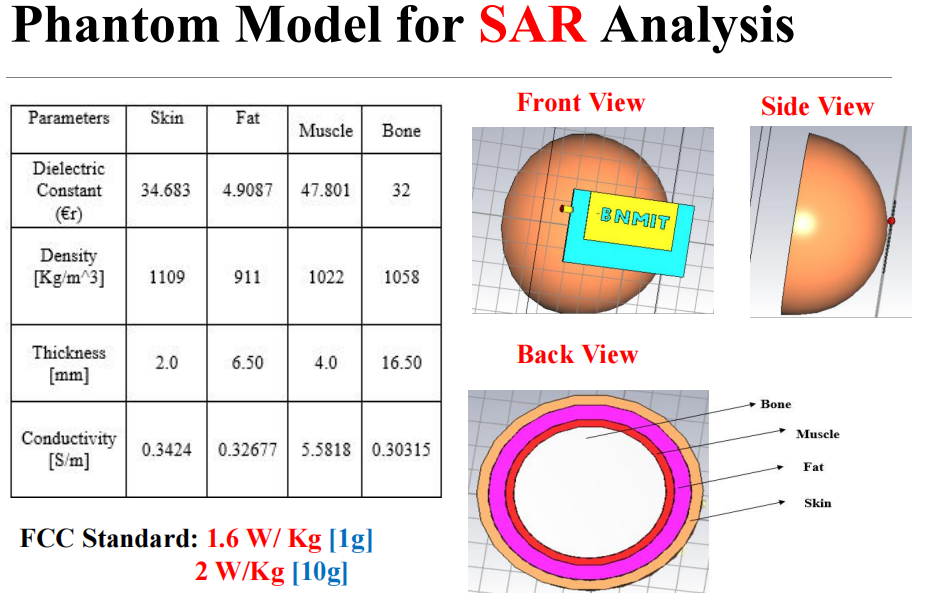 Phantom Model for SAR Analysis
Parameters Skin Fat Muscle Bone
Dielectric Constant (€r) 34.683 4.9087 47.801 32
Density [Kg/m^3] 1109 911 1022 1058
Thickness [mm] 2.0 6.50 4.0 16.50
Conductivity [S/m] 0.3424 0.32677 5.5818 0.30315
FCC Standard: 1.6 W/ Kg [1g]
2 W/Kg [10g]
Front View
BNMIT
Side View
Back View
Bone
Muscle
Fat
Skin